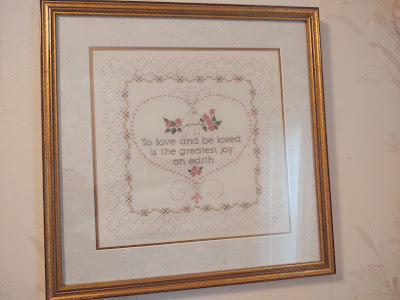 To love and be loved
is the greatest joy
on earth